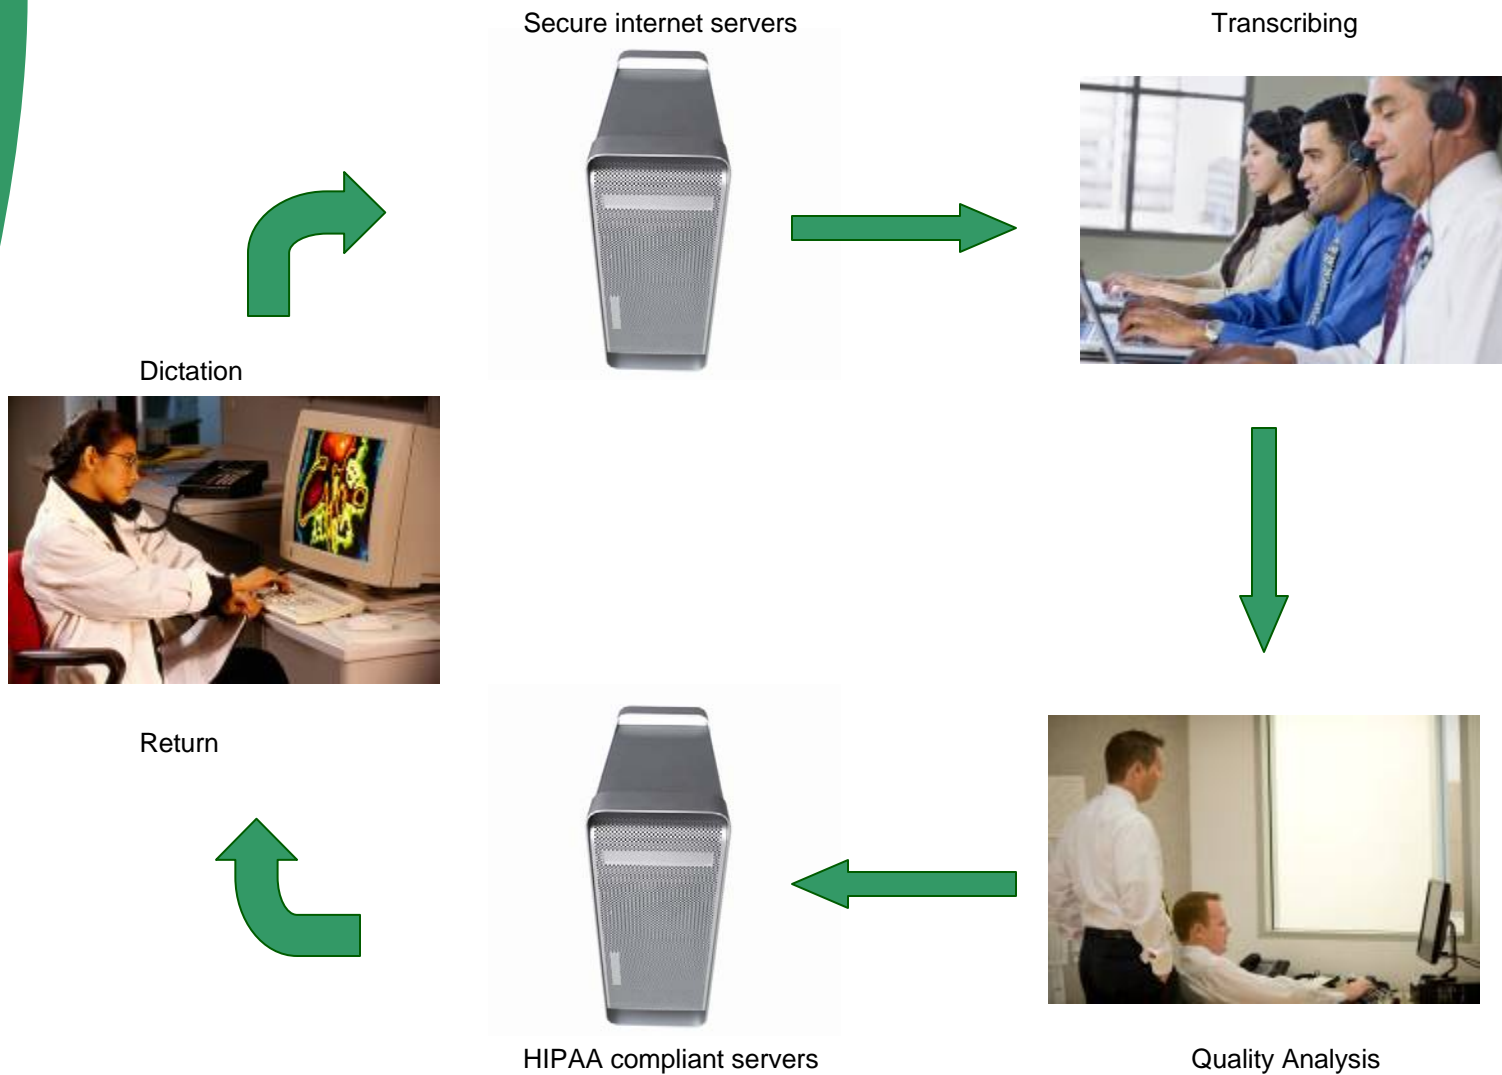 Secure internet servers
Transcribing
Dictation
Return
HIPAA compliant servers
Quality Analysis